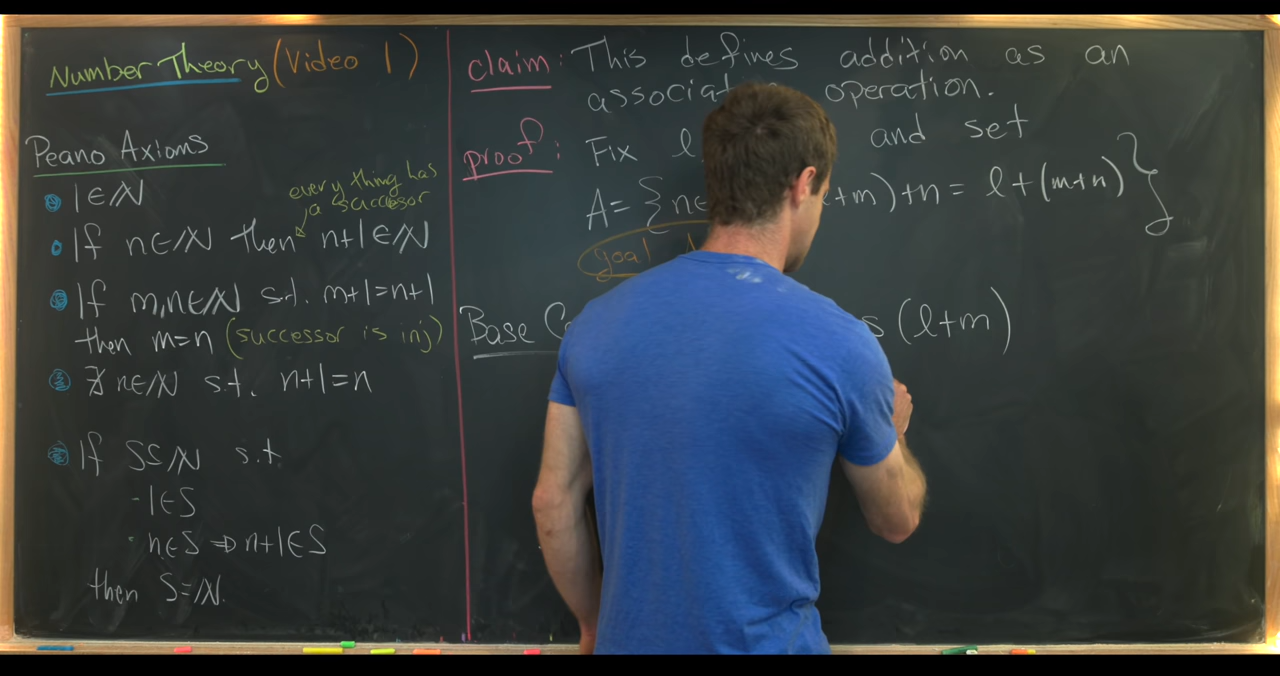 Number Theory (Video 1)
Peano Axioms
1∈ℕ
every thing has
a successor
If n∈ℕ then n+1∈ℕ
If m,n∈ℕ s.t. m+1=n+1
then m=n (successor is inj)
∄ n∈ℕ s.t. n+1=n
If S⊆ℕ s.t
- 1∈S
· n∈S ⇒ n+1∈S
then S=ℕ.
claim: This defines addition as an
operation.
proof: Fix l and set
A= { n∈ +m)+n = l+(m+n) }
goal
Base (l+m)